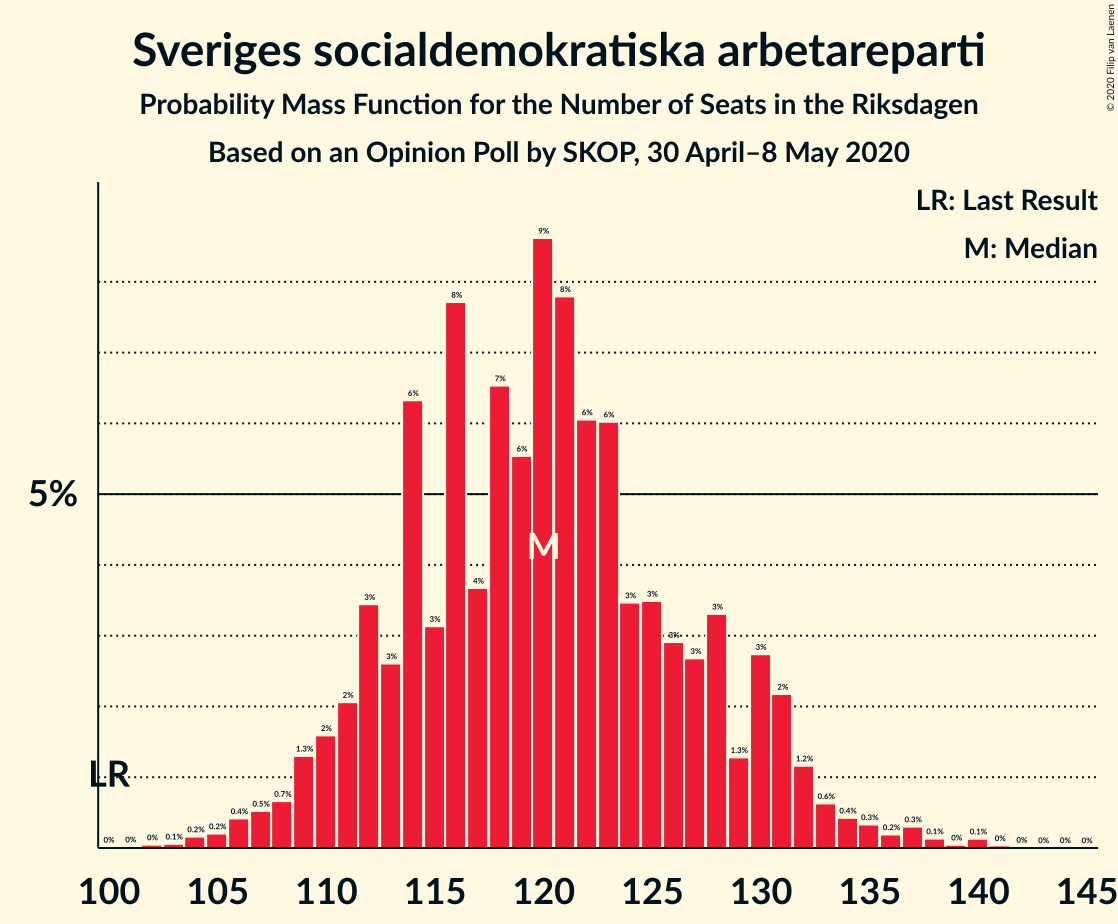 Sveriges socialdemokratiska arbetareparti
Probability Mass Function for the Number of Seats in the Riksdagen
Based on an Opinion Poll by SKOP, 30 April–8 May 2020
© 2020 Filip van Laenen
LR: Last Result
M: Median
5%
LR
M
0% 0% 0% 0.1% 0.2% 0.2% 0.4% 0.5% 0.7% 1.3% 2% 2% 3% 3% 6% 3% 8% 4% 7% 6% 9% 8% 6% 6% 3% 3% 3% 3% 3% 1.3% 3% 2% 1.2% 0.6% 0.4% 0.3% 0.2% 0.3% 0.1% 0% 0.1% 0% 0% 0% 0% 0%
100 105 110 115 120 125 130 135 140 145